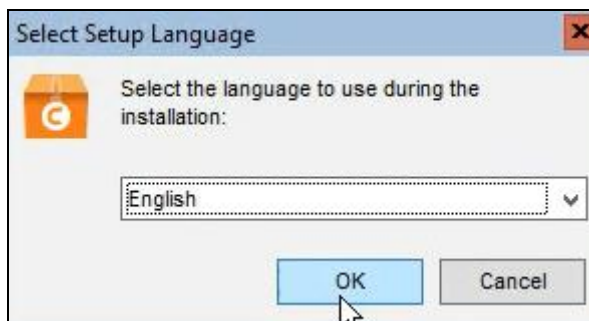 Select Setup Language
Select the language to use during the
installation:
English
OK
Cancel